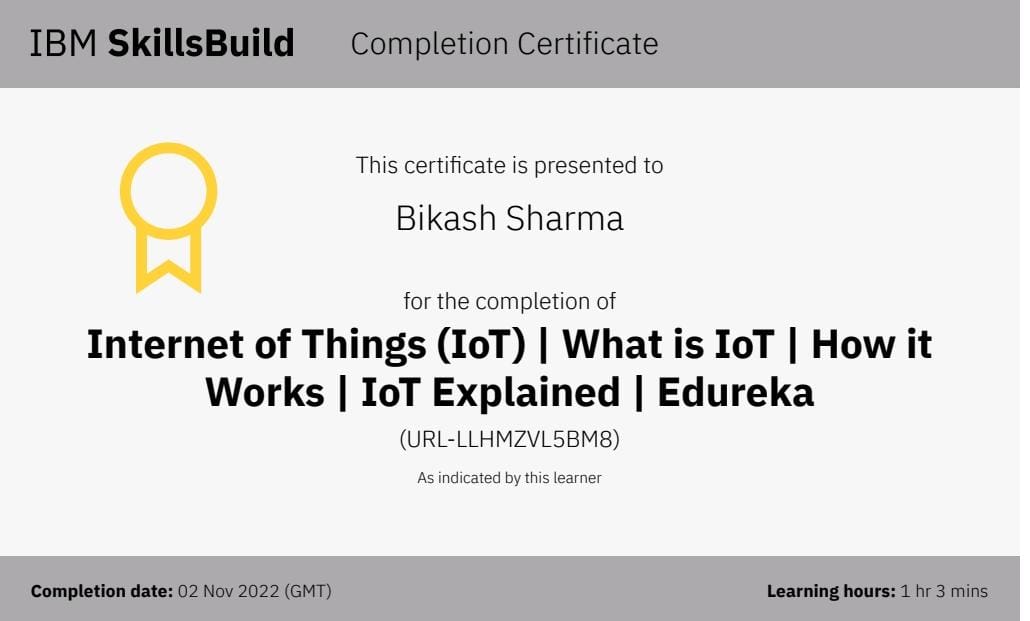 IBM SkillsBuild Completion Certificate
This certificate is presented to
Bikash Sharma
for the completion of
Internet of Things (IoT) | What is IoT | How it
Works | IoT Explained | Edureka
(URL-LLHMZVL5BM8)
As indicated by this learner
Completion date: 02 Nov 2022 (GMT) Learning hours: 1 hr 3 mins